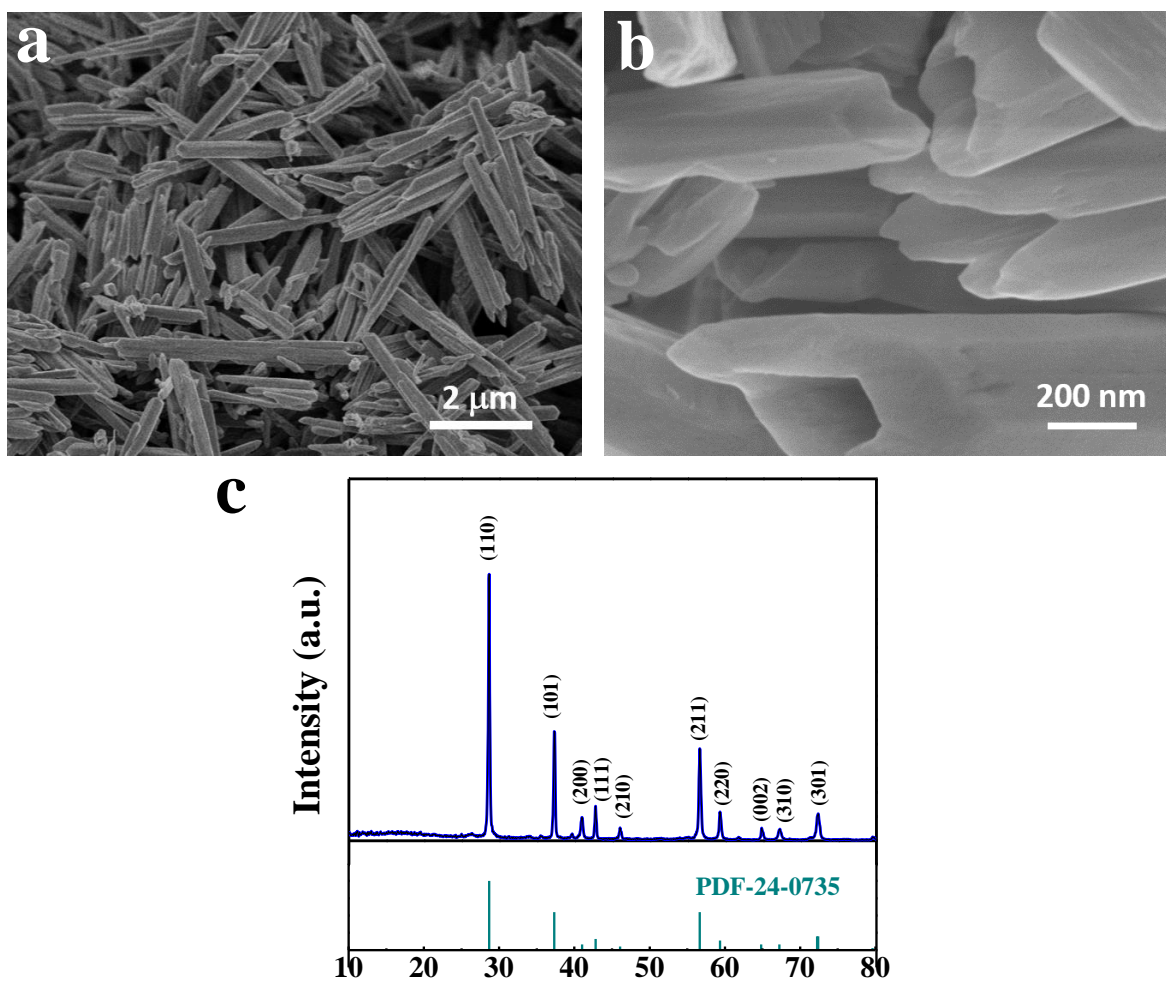 a
b
2 μm
200 nm
c
Intensity (a.u.)
(110)
(101)
(200)
(111)
(210)
(211)
(220)
(002)
(310)
(301)
PDF-24-0735
10 20 30 40 50 60 70 80